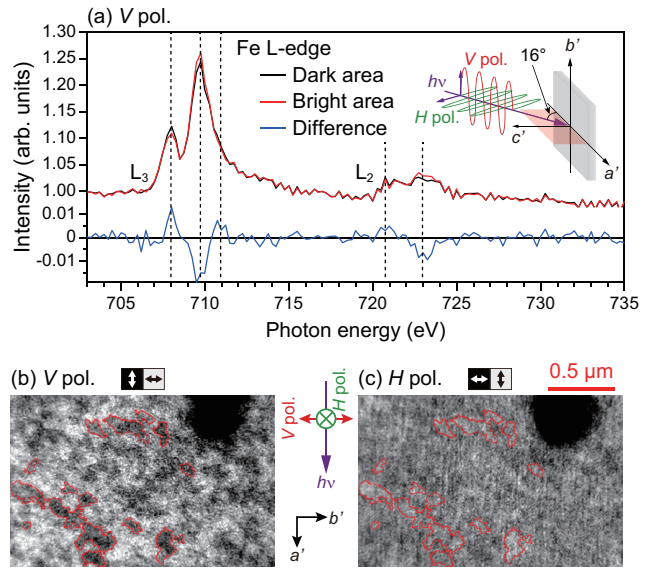 (a) V pol.
1.30
1.25
1.20
1.15
1.10
1.05
1.00
0.01
0
-0.01
Intensity (arb. units)
Fe L-edge
Dark area
Bright area
Difference
L3
L2
V pol.
hν
H pol.
16°
b'
c'
a'
705 710 715 720 725 730 735
Photon energy (eV)
(b) V pol.
V pol.
H pol.
hν
b'
a'
(c) H pol.
0.5 μm